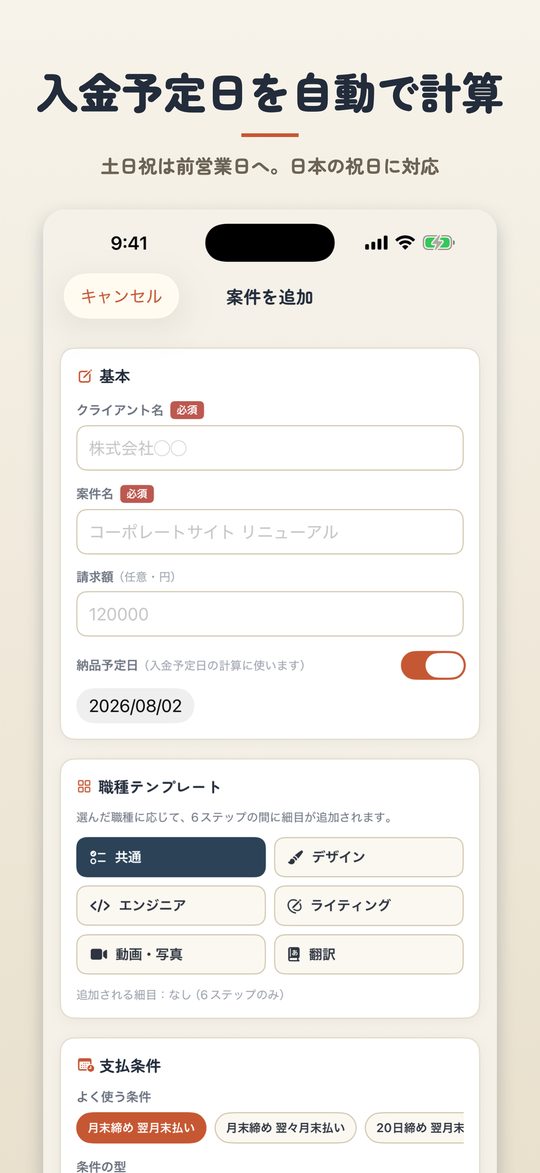 入金予定日を自動で計算
土日祝は前営業日へ。日本の祝日に対応
9:41
キャンセル
案件を追加
基本
クライアント名 必須
株式会社〇〇
案件名 必須
コーポレートサイト リニューアル
請求額（任意・円）
120000
納品予定日（入金予定日の計算に使います）
2026/08/02
職種テンプレート
選んだ職種に応じて、6ステップの間に細目が追加されます。
共通
デザイン
エンジニア
ライティング
動画・写真
翻訳
追加される細目：なし（6ステップのみ）
支払条件
よく使う条件
月末締め 翌月末払い
月末締め 翌々月末払い
20日締め 翌月末
条件の型